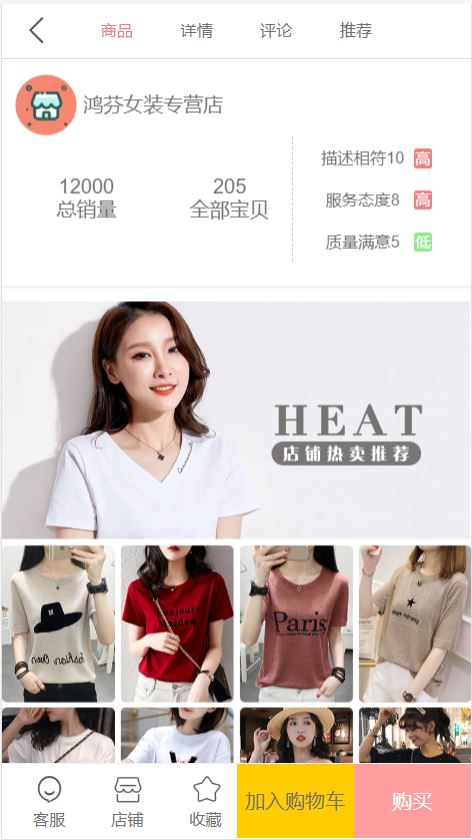 商品 详情 评论 推荐
鸿芬女装专营店
12000
总销量
205
全部宝贝
描述相符10 高
服务态度8 高
质量满意5 低
HEAT
店铺热卖推荐
M
Bonjour
Maiden
Paris
客服 店铺 收藏 加入购物车 购买